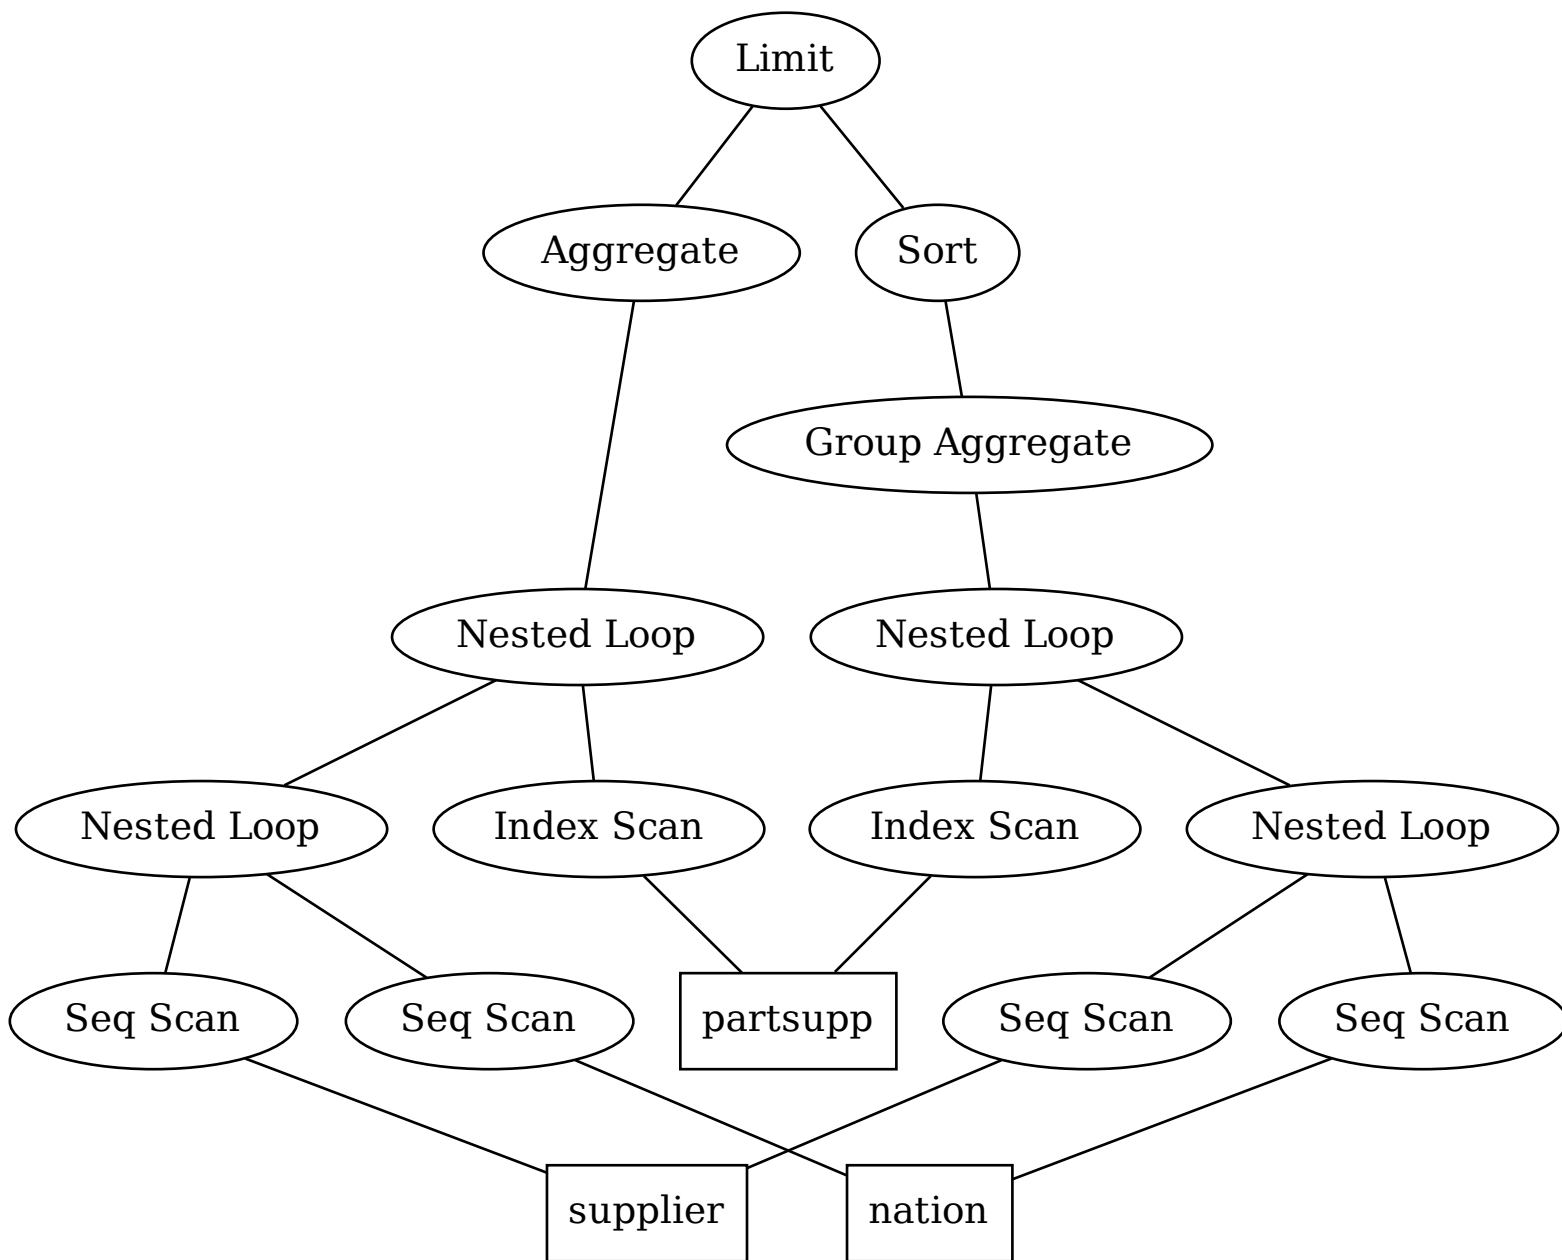 Limit
Aggregate
Sort
Group Aggregate
Nested Loop
Nested Loop
Nested Loop
Index Scan
Index Scan
Nested Loop
Seq Scan
Seq Scan
partsupp
Seq Scan
Seq Scan
supplier
nation